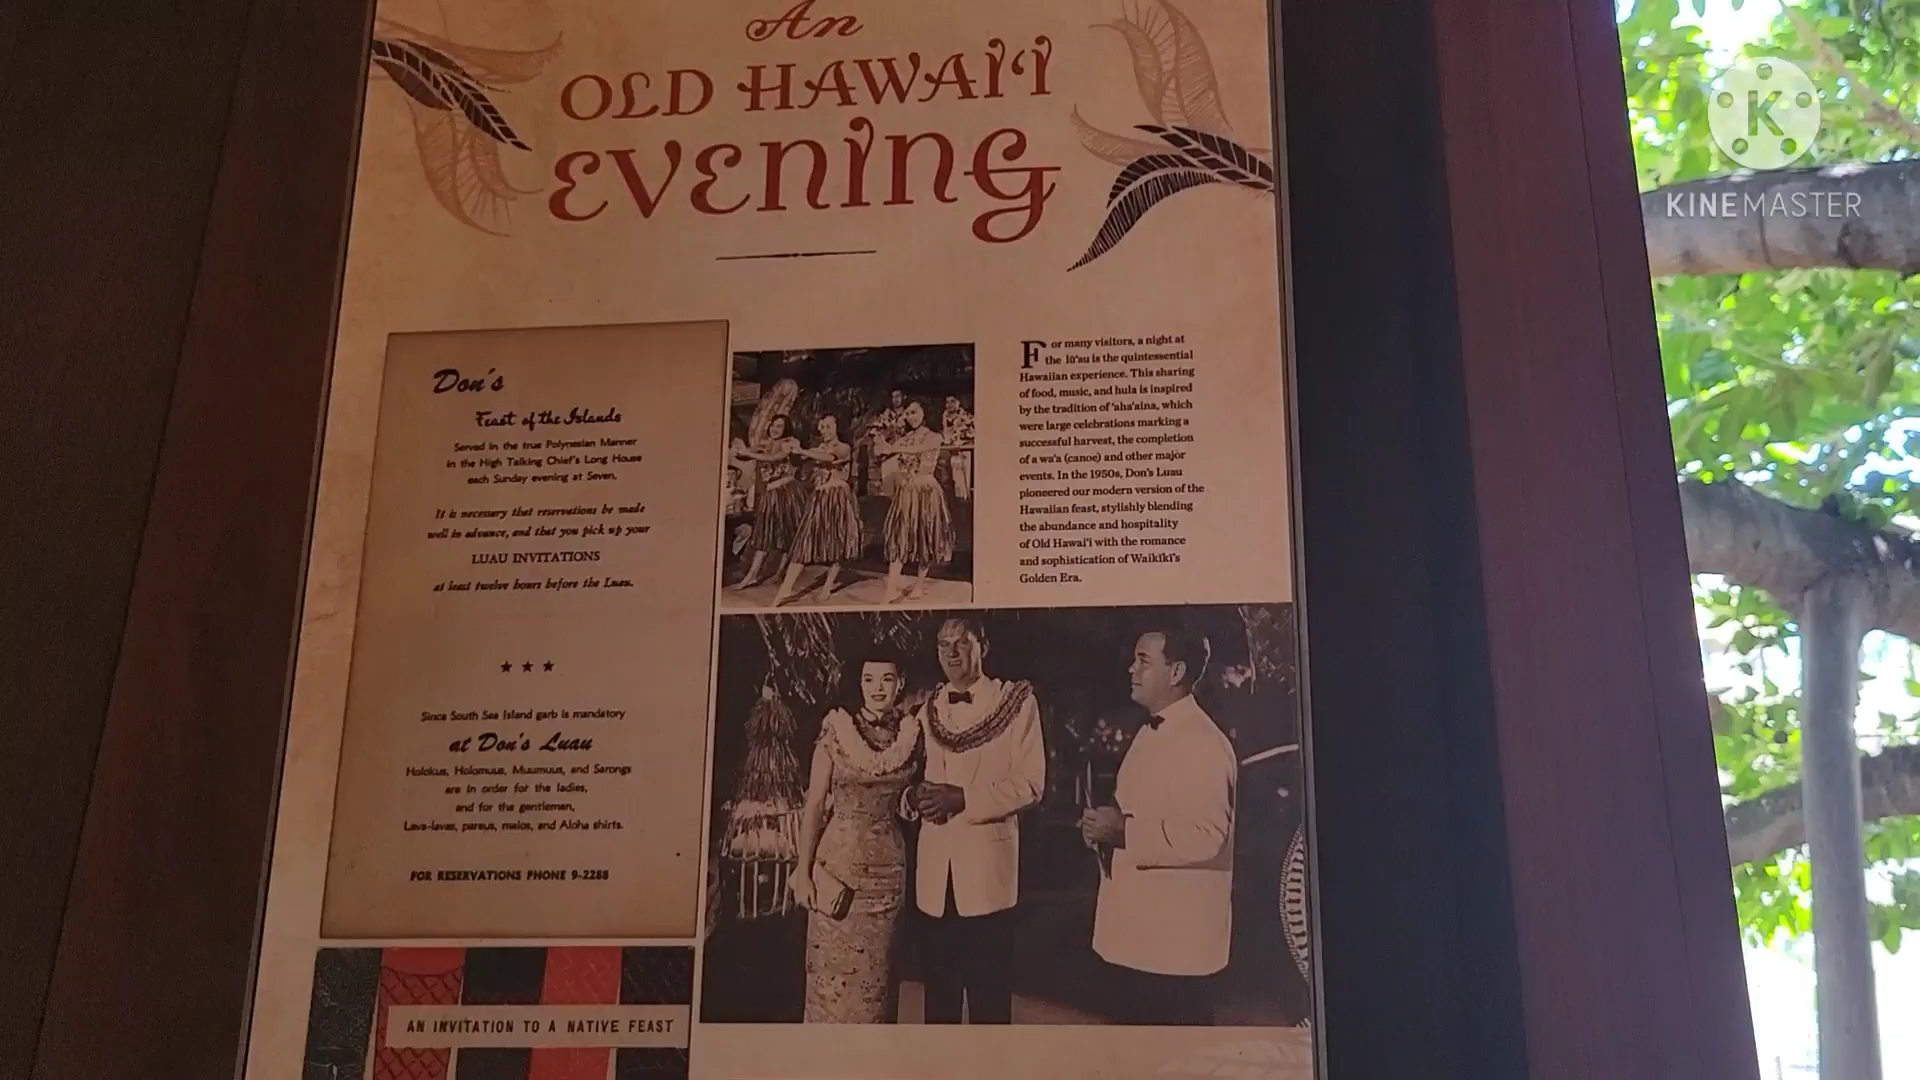 An
OLD HAWAI‘I
EVENING
Don's
Feast of the Islands
Served in the true Polynesian Manner
in the High Talking Chief's Long House
each Sunday evening at Seven.
It is necessary that reservations be made
well in advance, and that you pick up your
LUAU INVITATIONS
at least twelve hours before the Luau.
★ ★ ★
Since South Sea Island garb is mandatory
at Don's Luau
Holokus, Holomuus, Muumuus, and Sarongs
are in order for the ladies,
and for the gentlemen,
Lava-lavas, pareus, malos, and Aloha shirts.
FOR RESERVATIONS PHONE 9-2288
AN INVITATION TO A NATIVE FEAST
For many visitors, a night at
the lū‘au is the quintessential
Hawaiian experience. This sharing
of food, music, and hula is inspired
by the tradition of ‘aha‘aina, which
were large celebrations marking a
successful harvest, the completion
of a wa‘a (canoe) and other major
events. In the 1950s, Don's Luau
pioneered our modern version of the
Hawaiian feast, stylishly blending
the abundance and hospitality
of Old Hawai‘i with the romance
and sophistication of Waikīkī's
Golden Era.
K
KINEMASTER